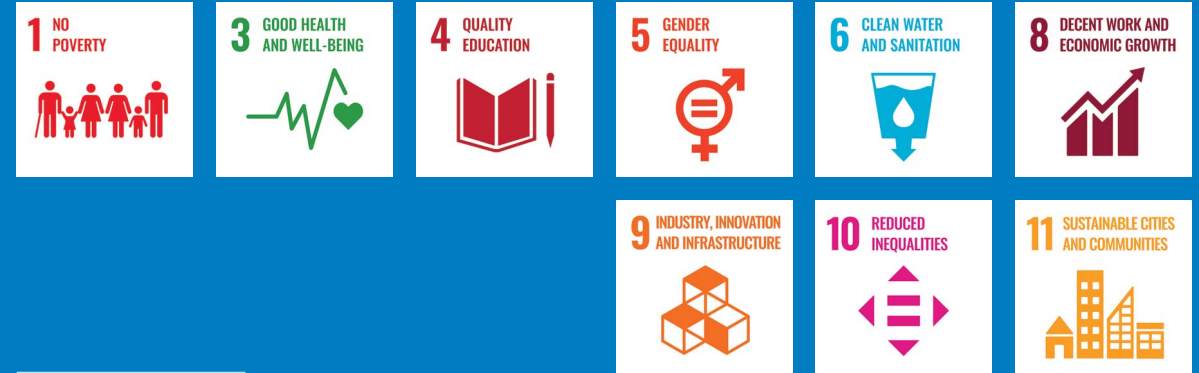 1 NO
POVERTY
3 GOOD HEALTH
AND WELL-BEING
4 QUALITY
EDUCATION
5 GENDER
EQUALITY
6 CLEAN WATER
AND SANITATION
8 DECENT WORK AND
ECONOMIC GROWTH
9 INDUSTRY, INNOVATION
AND INFRASTRUCTURE
10 REDUCED
INEQUALITIES
11 SUSTAINABLE CITIES
AND COMMUNITIES